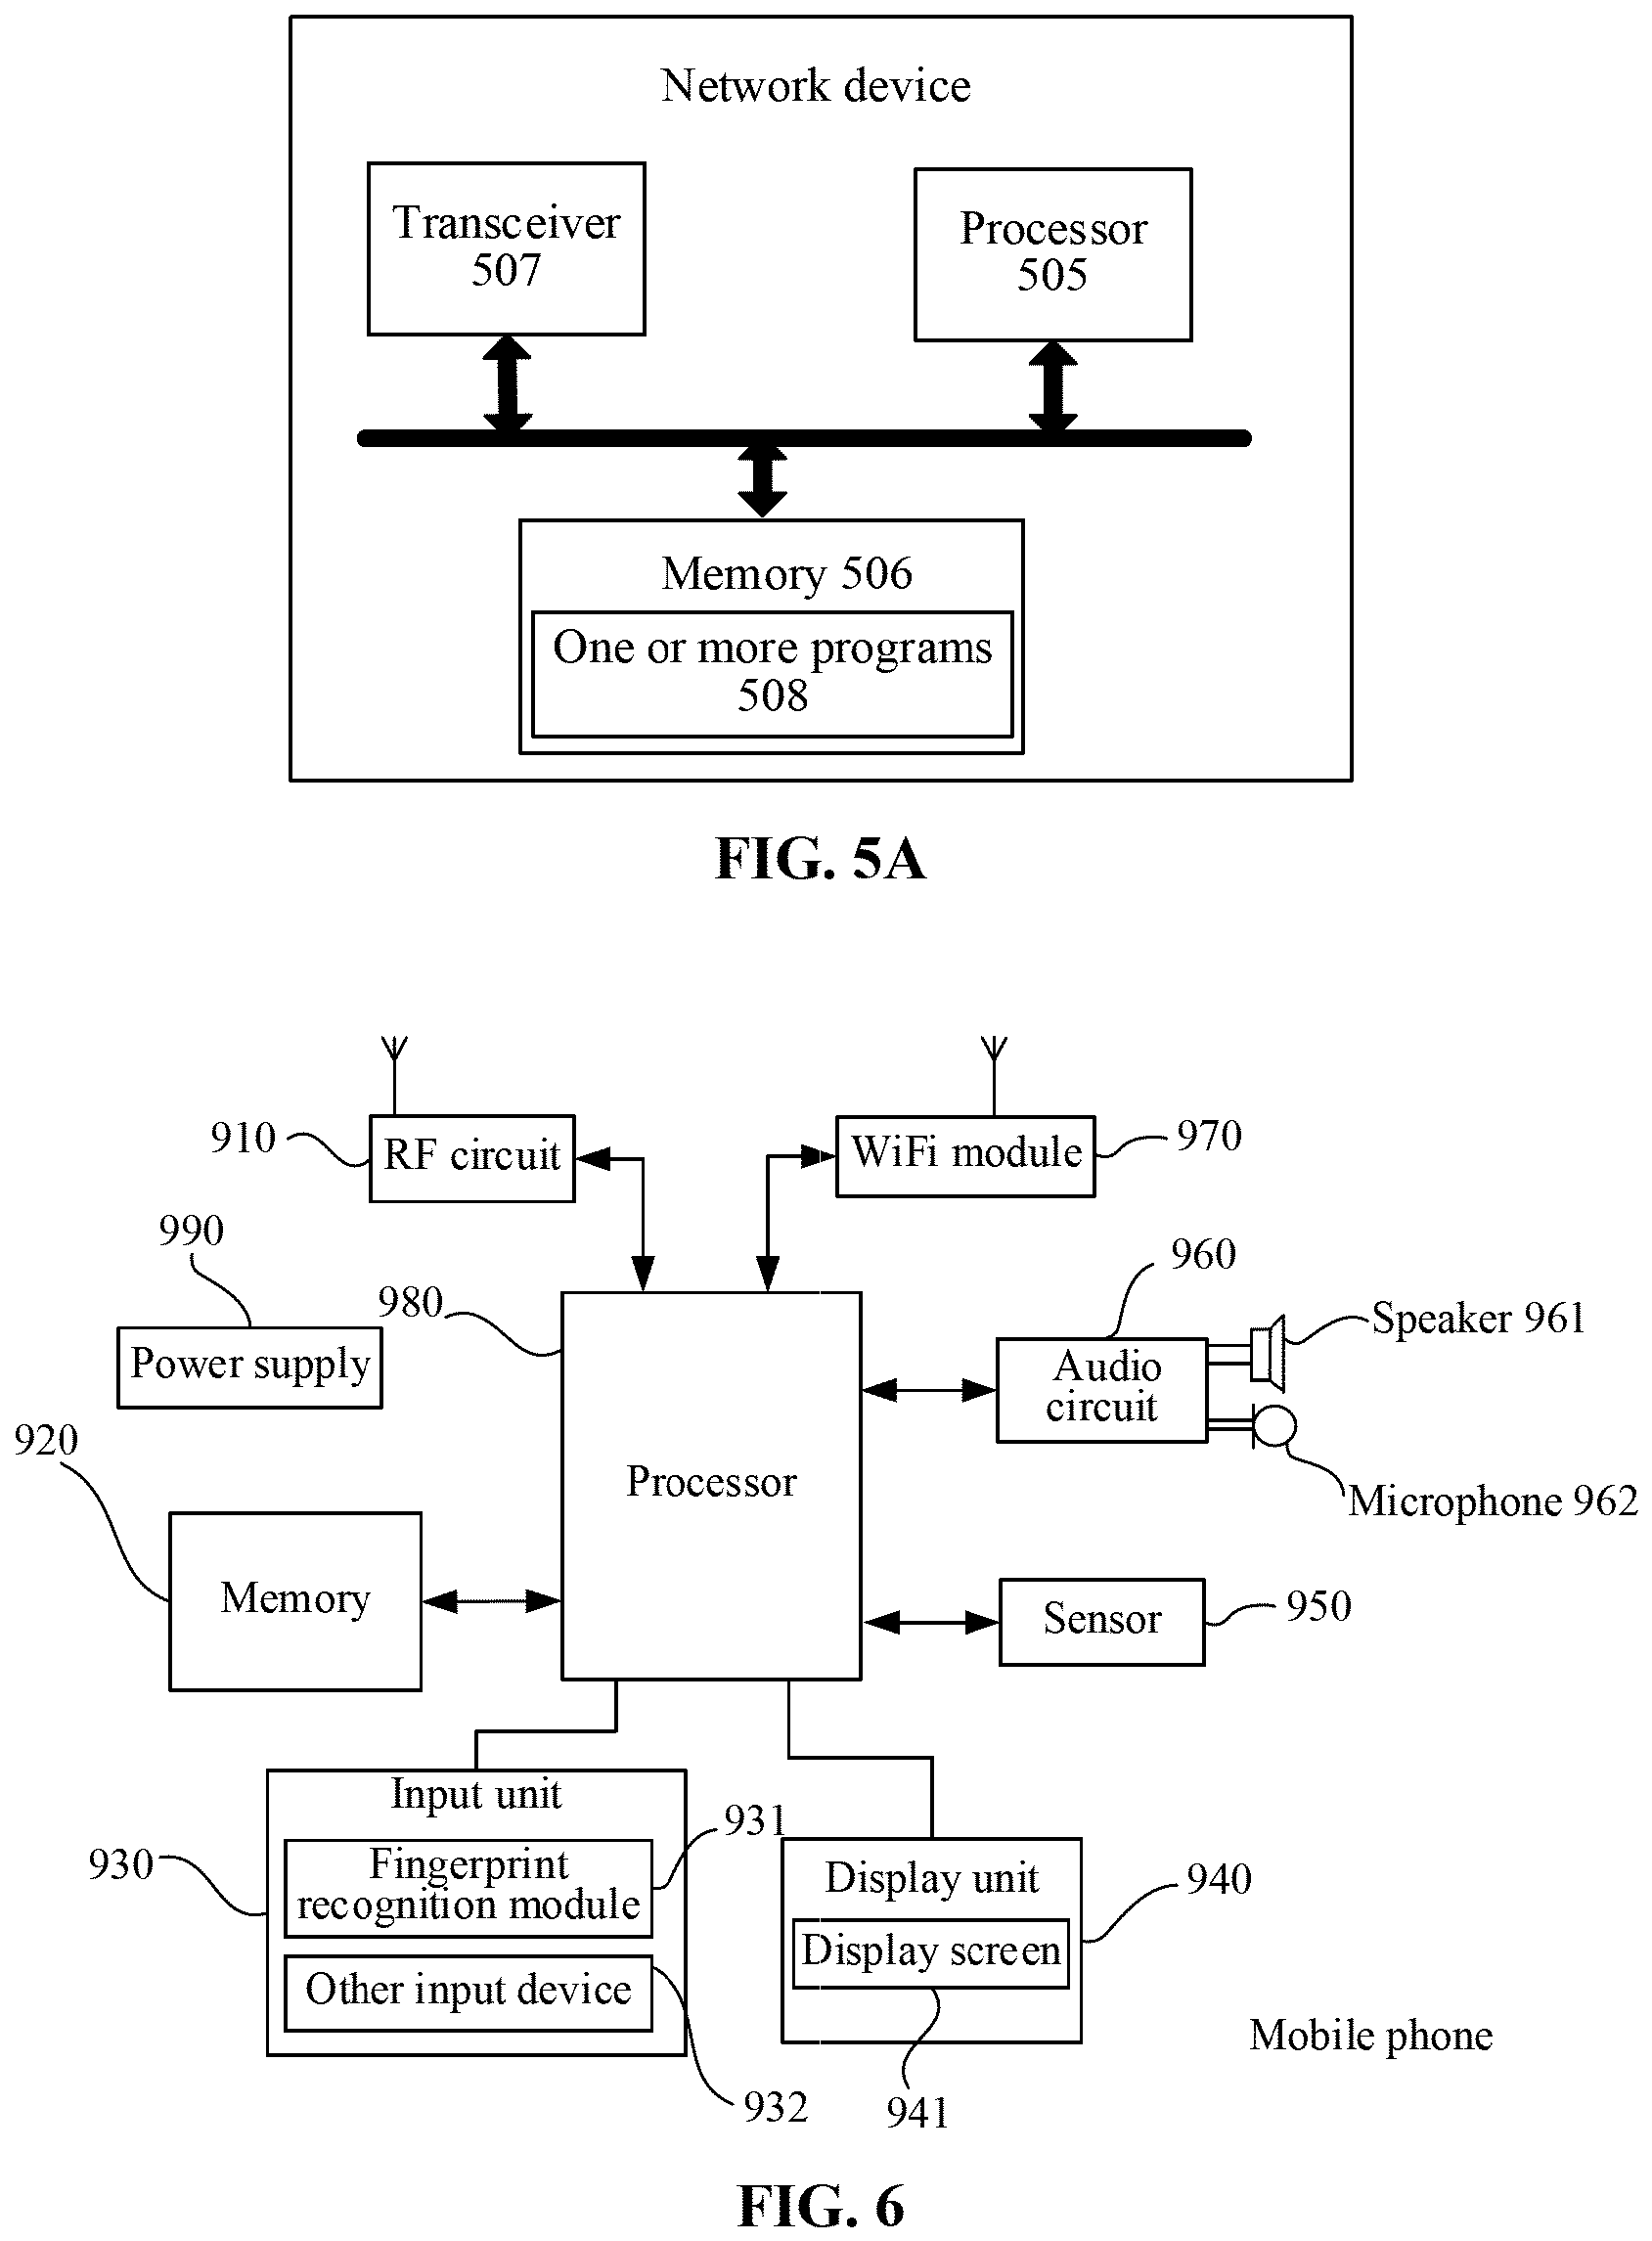 Network device
Transceiver
507
Processor
505
Memory 506
One or more programs
508
FIG. 5A
910
RF circuit
WiFi module
970
990
Power supply
980
960
Speaker 961
Audio
circuit
Microphone 962
920
Processor
Memory
Sensor
950
Input unit
930
931
Fingerprint
recognition module
Other input device
932
Display unit
940
Display screen
941
Mobile phone
FIG. 6